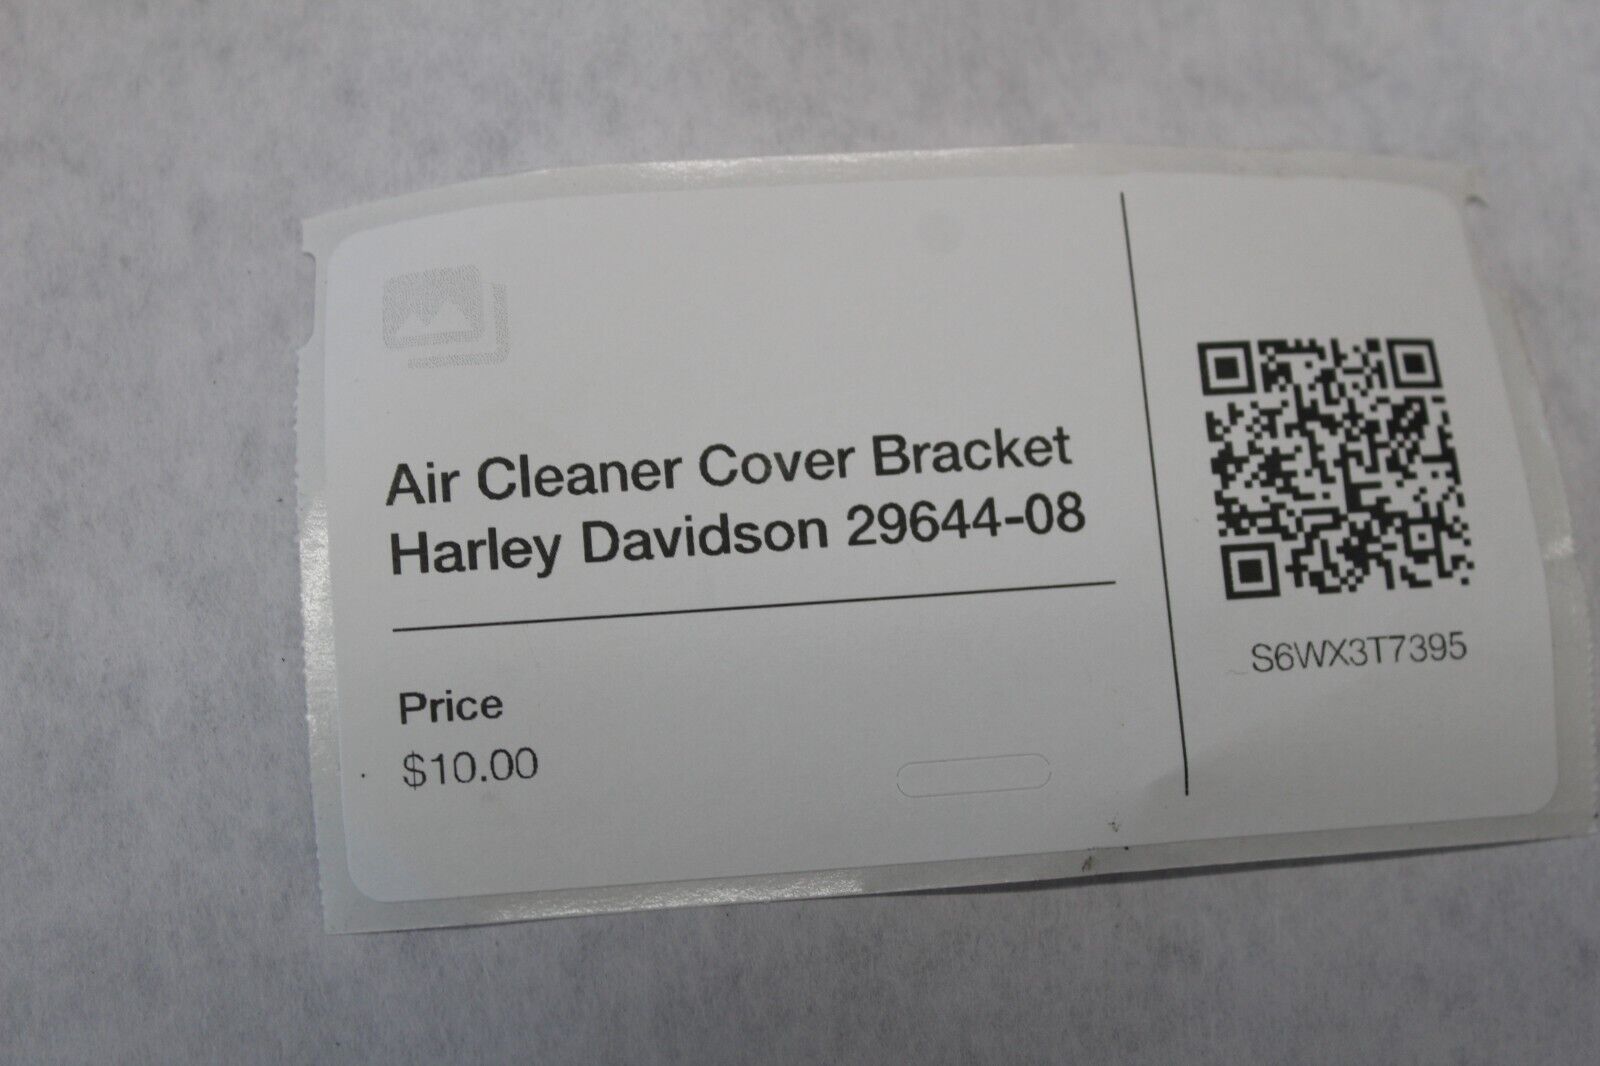 Air Cleaner Cover Bracket
Harley Davidson 29644-08
Price
$10.00
S6WX3T7395